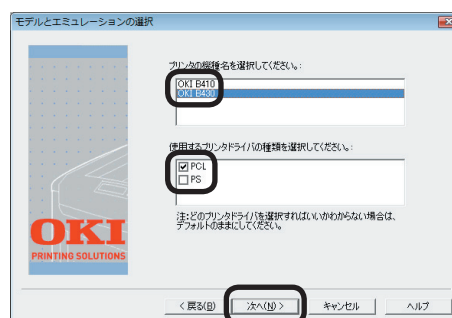 モデルとエミュレーションの選択
プリンタの機種名を選択してください。:
OKI B410
OKI B430
使用するプリンタドライバの種類を選択してください。:
PCL
PS
注:どのプリンタドライバを選択すればいいかわからない場合は、
デフォルトのままにしてください。
OKI
PRINTING SOLUTIONS
< 戻る(B)
次へ(N) >
キャンセル
ヘルプ